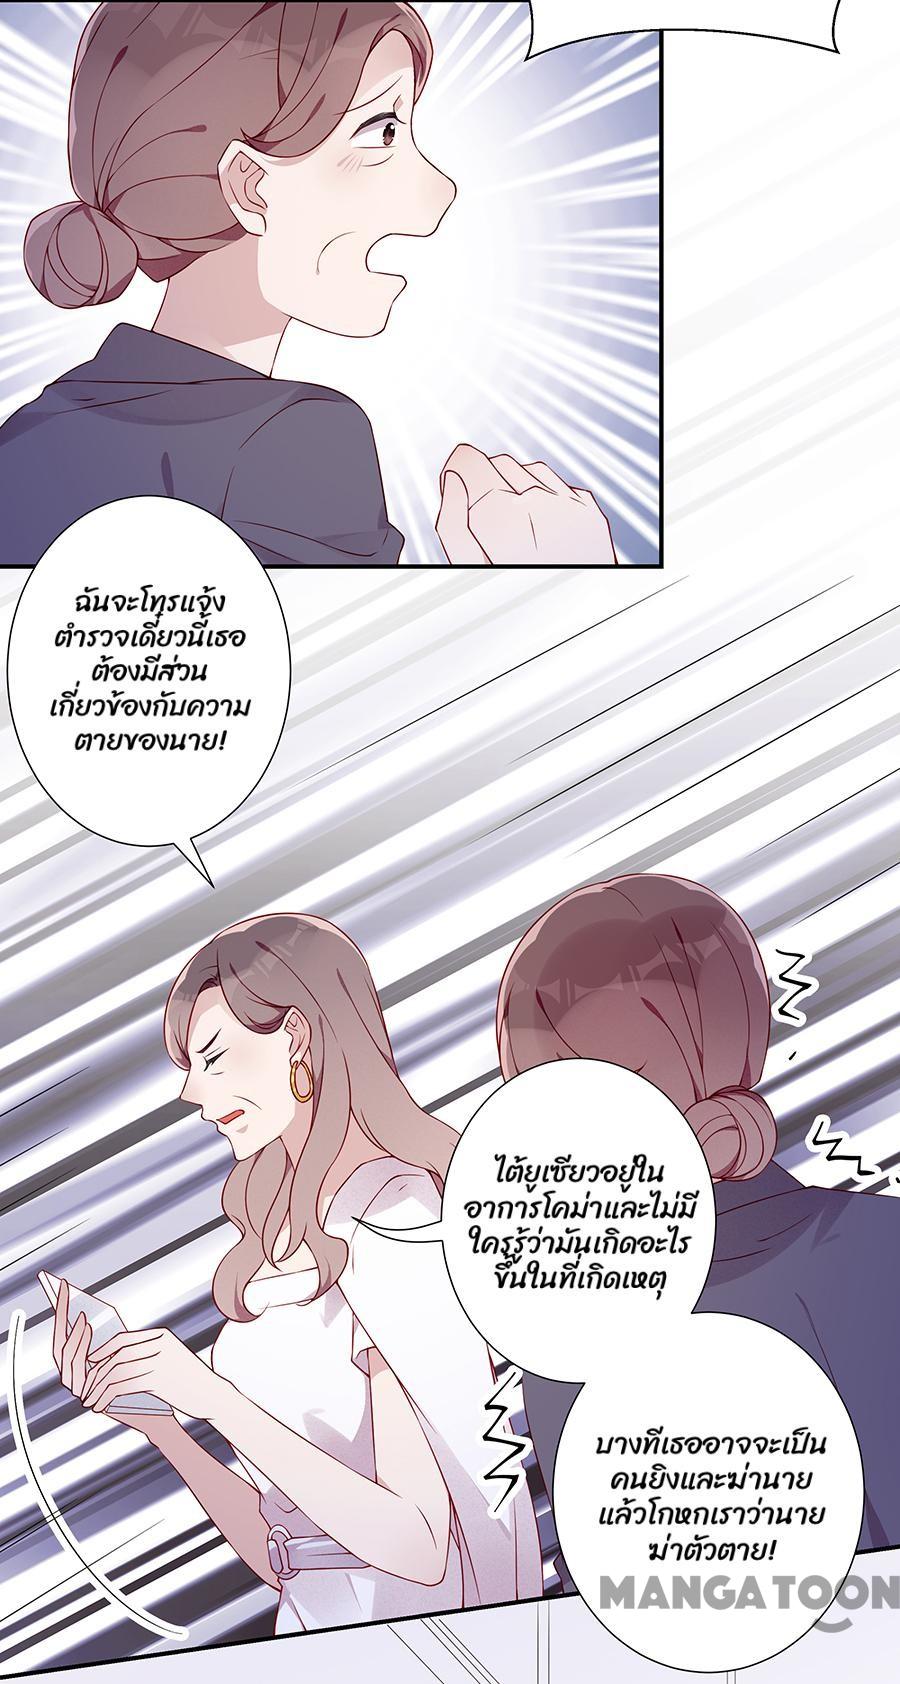 ฉันจะโทรแจ้ง
ตำรวจเดี๋ยวนี้เธอ
ต้องมีส่วน
เกี่ยวข้องกับความ
ตายของนาย!
ไต้ยูเซียวอยู่ใน
อาการโคม่าและไม่มี
ใครรู้ว่ามันเกิดอะไร
ขึ้นในที่เกิดเหตุ
บางทีเธออาจจะเป็น
คนยิงและฆ่านาย
แล้วโกหกเราว่านาย
ฆ่าตัวตาย!
MANGATOON